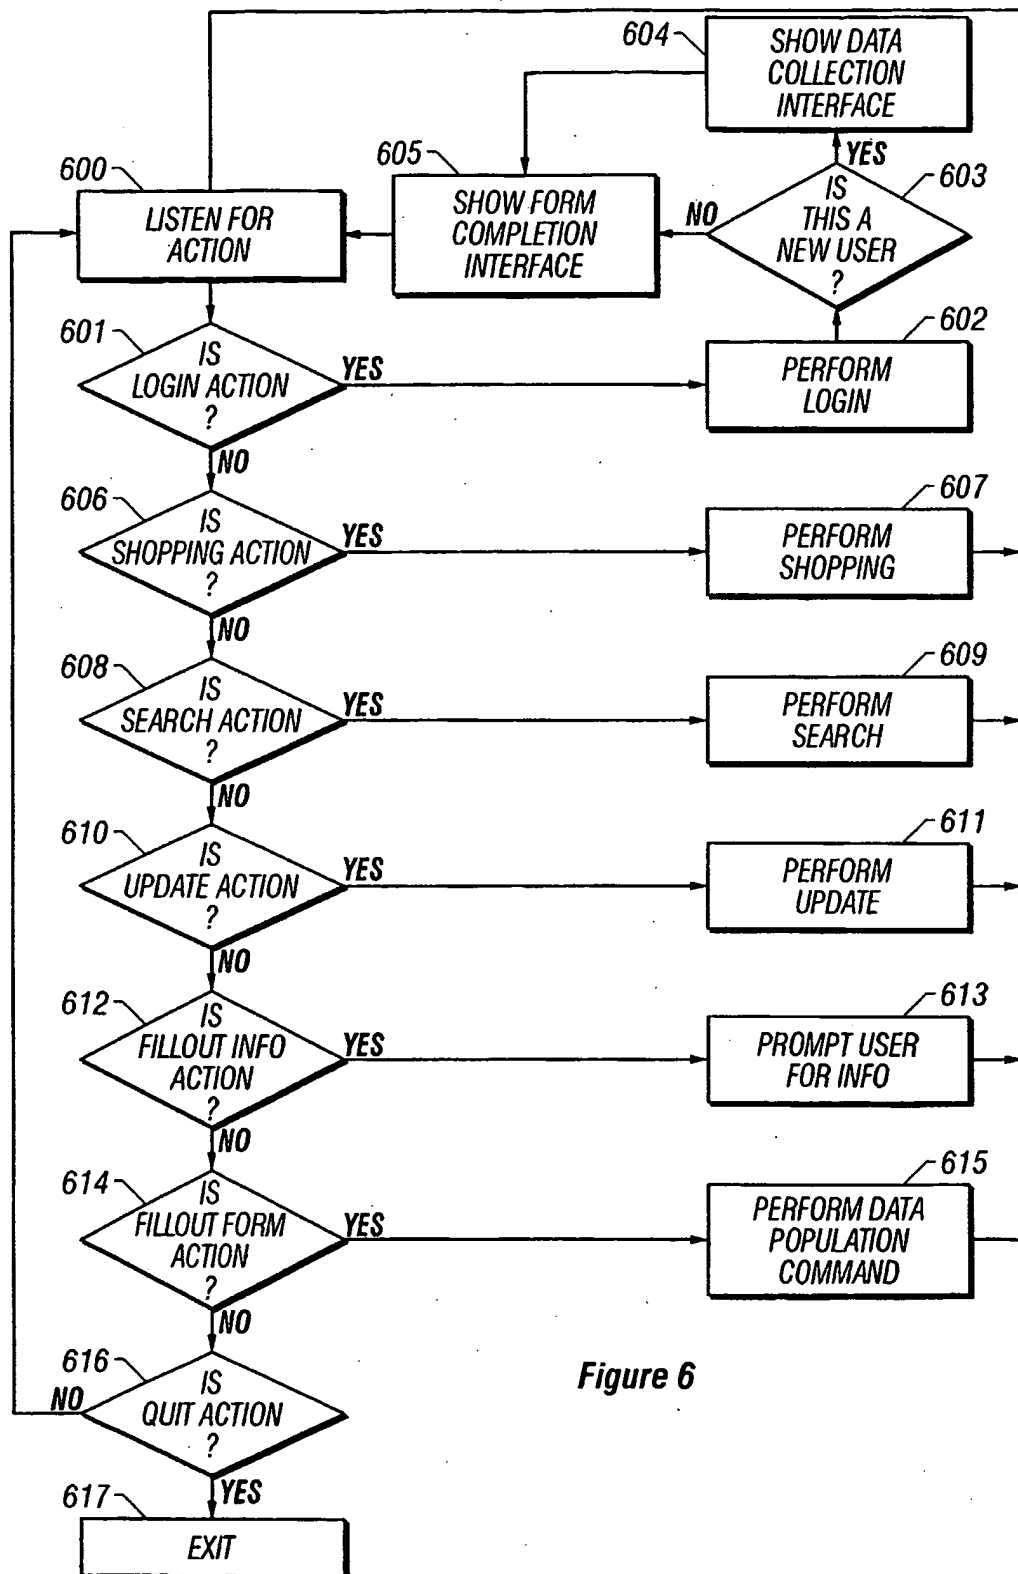 604
SHOW DATA
COLLECTION
INTERFACE
YES
605
600
LISTEN FOR
ACTION
SHOW FORM
COMPLETION
INTERFACE
NO
IS
THIS A
NEW USER
?
603
601
IS
LOGIN ACTION
?
YES
602
PERFORM
LOGIN
NO
606
IS
SHOPPING ACTION
?
YES
607
PERFORM
SHOPPING
NO
608
IS
SEARCH ACTION
?
YES
609
PERFORM
SEARCH
NO
610
IS
UPDATE ACTION
?
YES
611
PERFORM
UPDATE
NO
612
IS
FILLOUT INFO
ACTION
?
YES
613
PROMPT USER
FOR INFO
NO
614
IS
FILLOUT FORM
ACTION
?
YES
615
PERFORM DATA
POPULATION
COMMAND
NO
616
IS
QUIT ACTION
?
NO
YES
617
EXIT
Figure 6